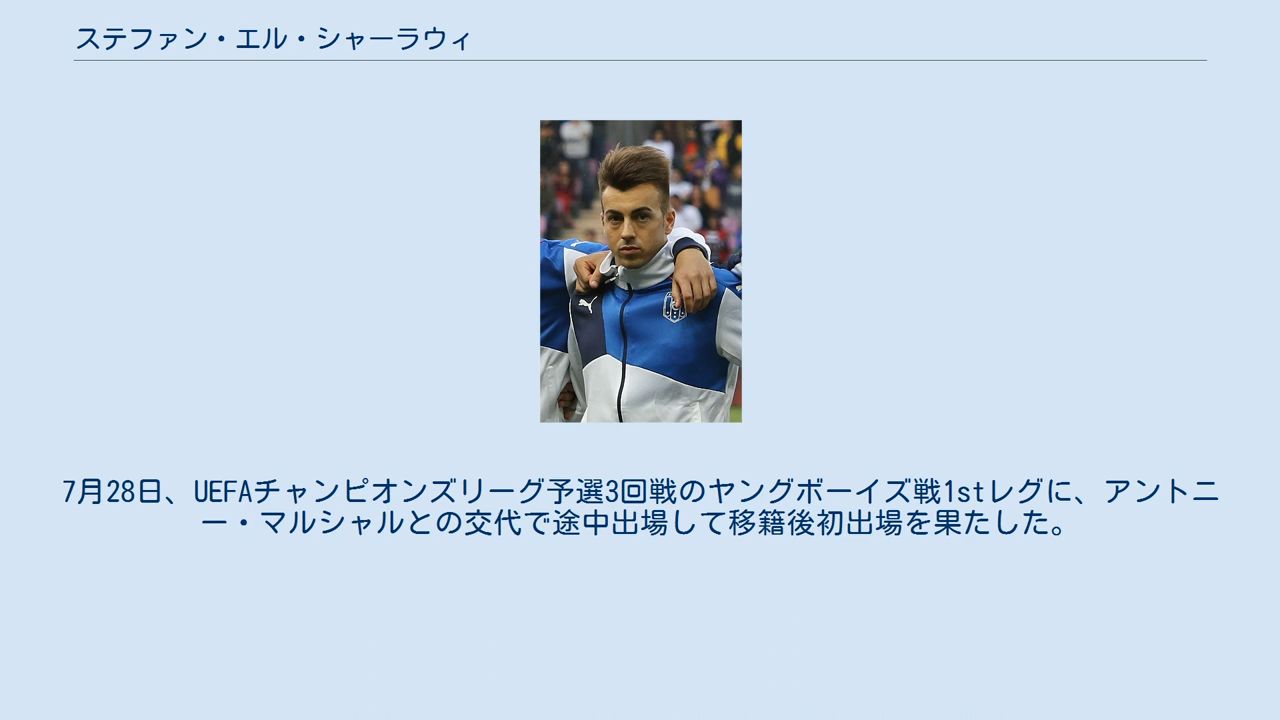 ステファン・エル・シャーラウィ
7月28日、UEFAチャンピオンズリーグ予選3回戦のヤングボーイズ戦1stレグに、アントニ
ー・マルシャルとの交代で途中出場して移籍後初出場を果たした。